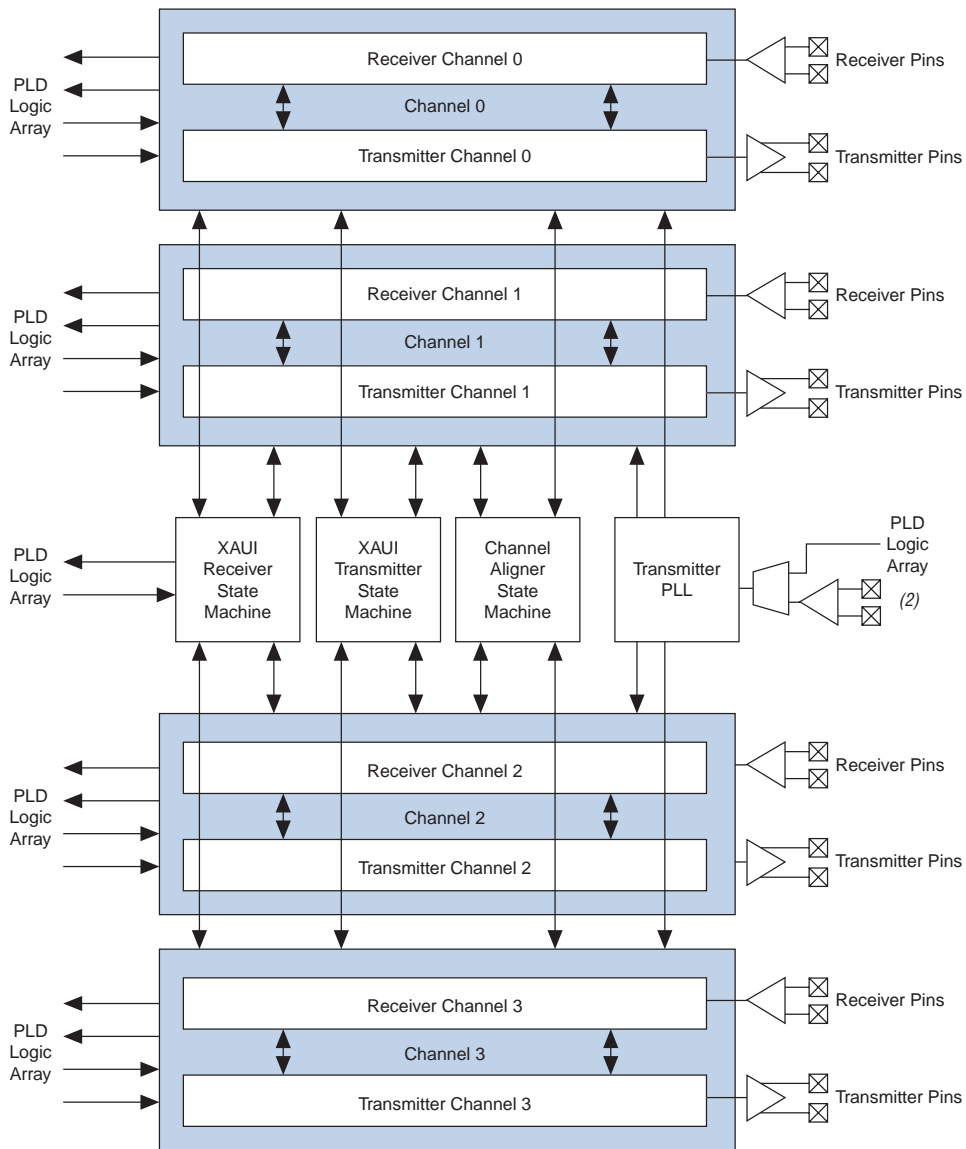 PLD
Logic
Array
Receiver Channel 0
Channel 0
Transmitter Channel 0
Receiver Pins
Transmitter Pins
PLD
Logic
Array
Receiver Channel 1
Channel 1
Transmitter Channel 1
Receiver Pins
Transmitter Pins
PLD
Logic
Array
XAUI
Receiver
State
Machine
XAUI
Transmitter
State
Machine
Channel
Aligner
State
Machine
Transmitter
PLL
PLD
Logic
Array
(2)
PLD
Logic
Array
Receiver Channel 2
Channel 2
Transmitter Channel 2
Receiver Pins
Transmitter Pins
PLD
Logic
Array
Receiver Channel 3
Channel 3
Transmitter Channel 3
Receiver Pins
Transmitter Pins